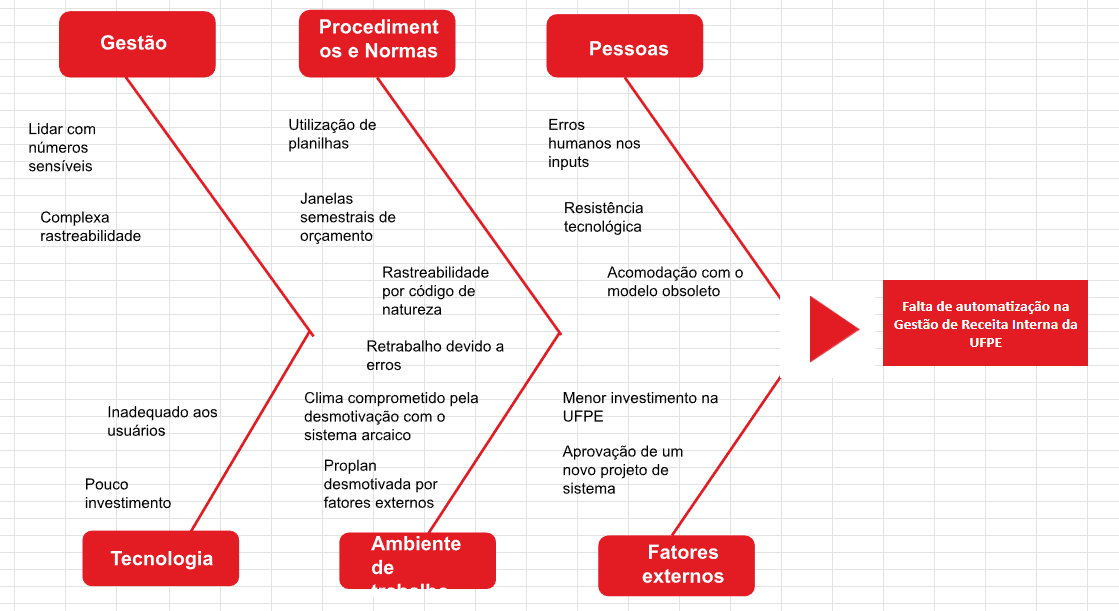 Gestão
Procediment
os e Normas
Pessoas
Lidar com
números
sensíveis
Complexa
rastreabilidade
Utilização de
planilhas
Janelas
semestrais de
orçamento
Rastreabilidade
por código de
natureza
Retrabalho devido a
erros
Erros
humanos nos
inputs
Resistência
tecnológica
Acomodação com o
modelo obsoleto
Falta de automatização na
Gestão de Receita Interna da
UFPE
Inadequado aos
usuários
Pouco
investimento
Clima comprometido pela
desmotivação com o
sistema arcaico
Proplan
desmotivada por
fatores externos
Menor investimento na
UFPE
Aprovação de um
novo projeto de
sistema
Tecnologia
Ambiente
de
trabalho
Fatores
externos